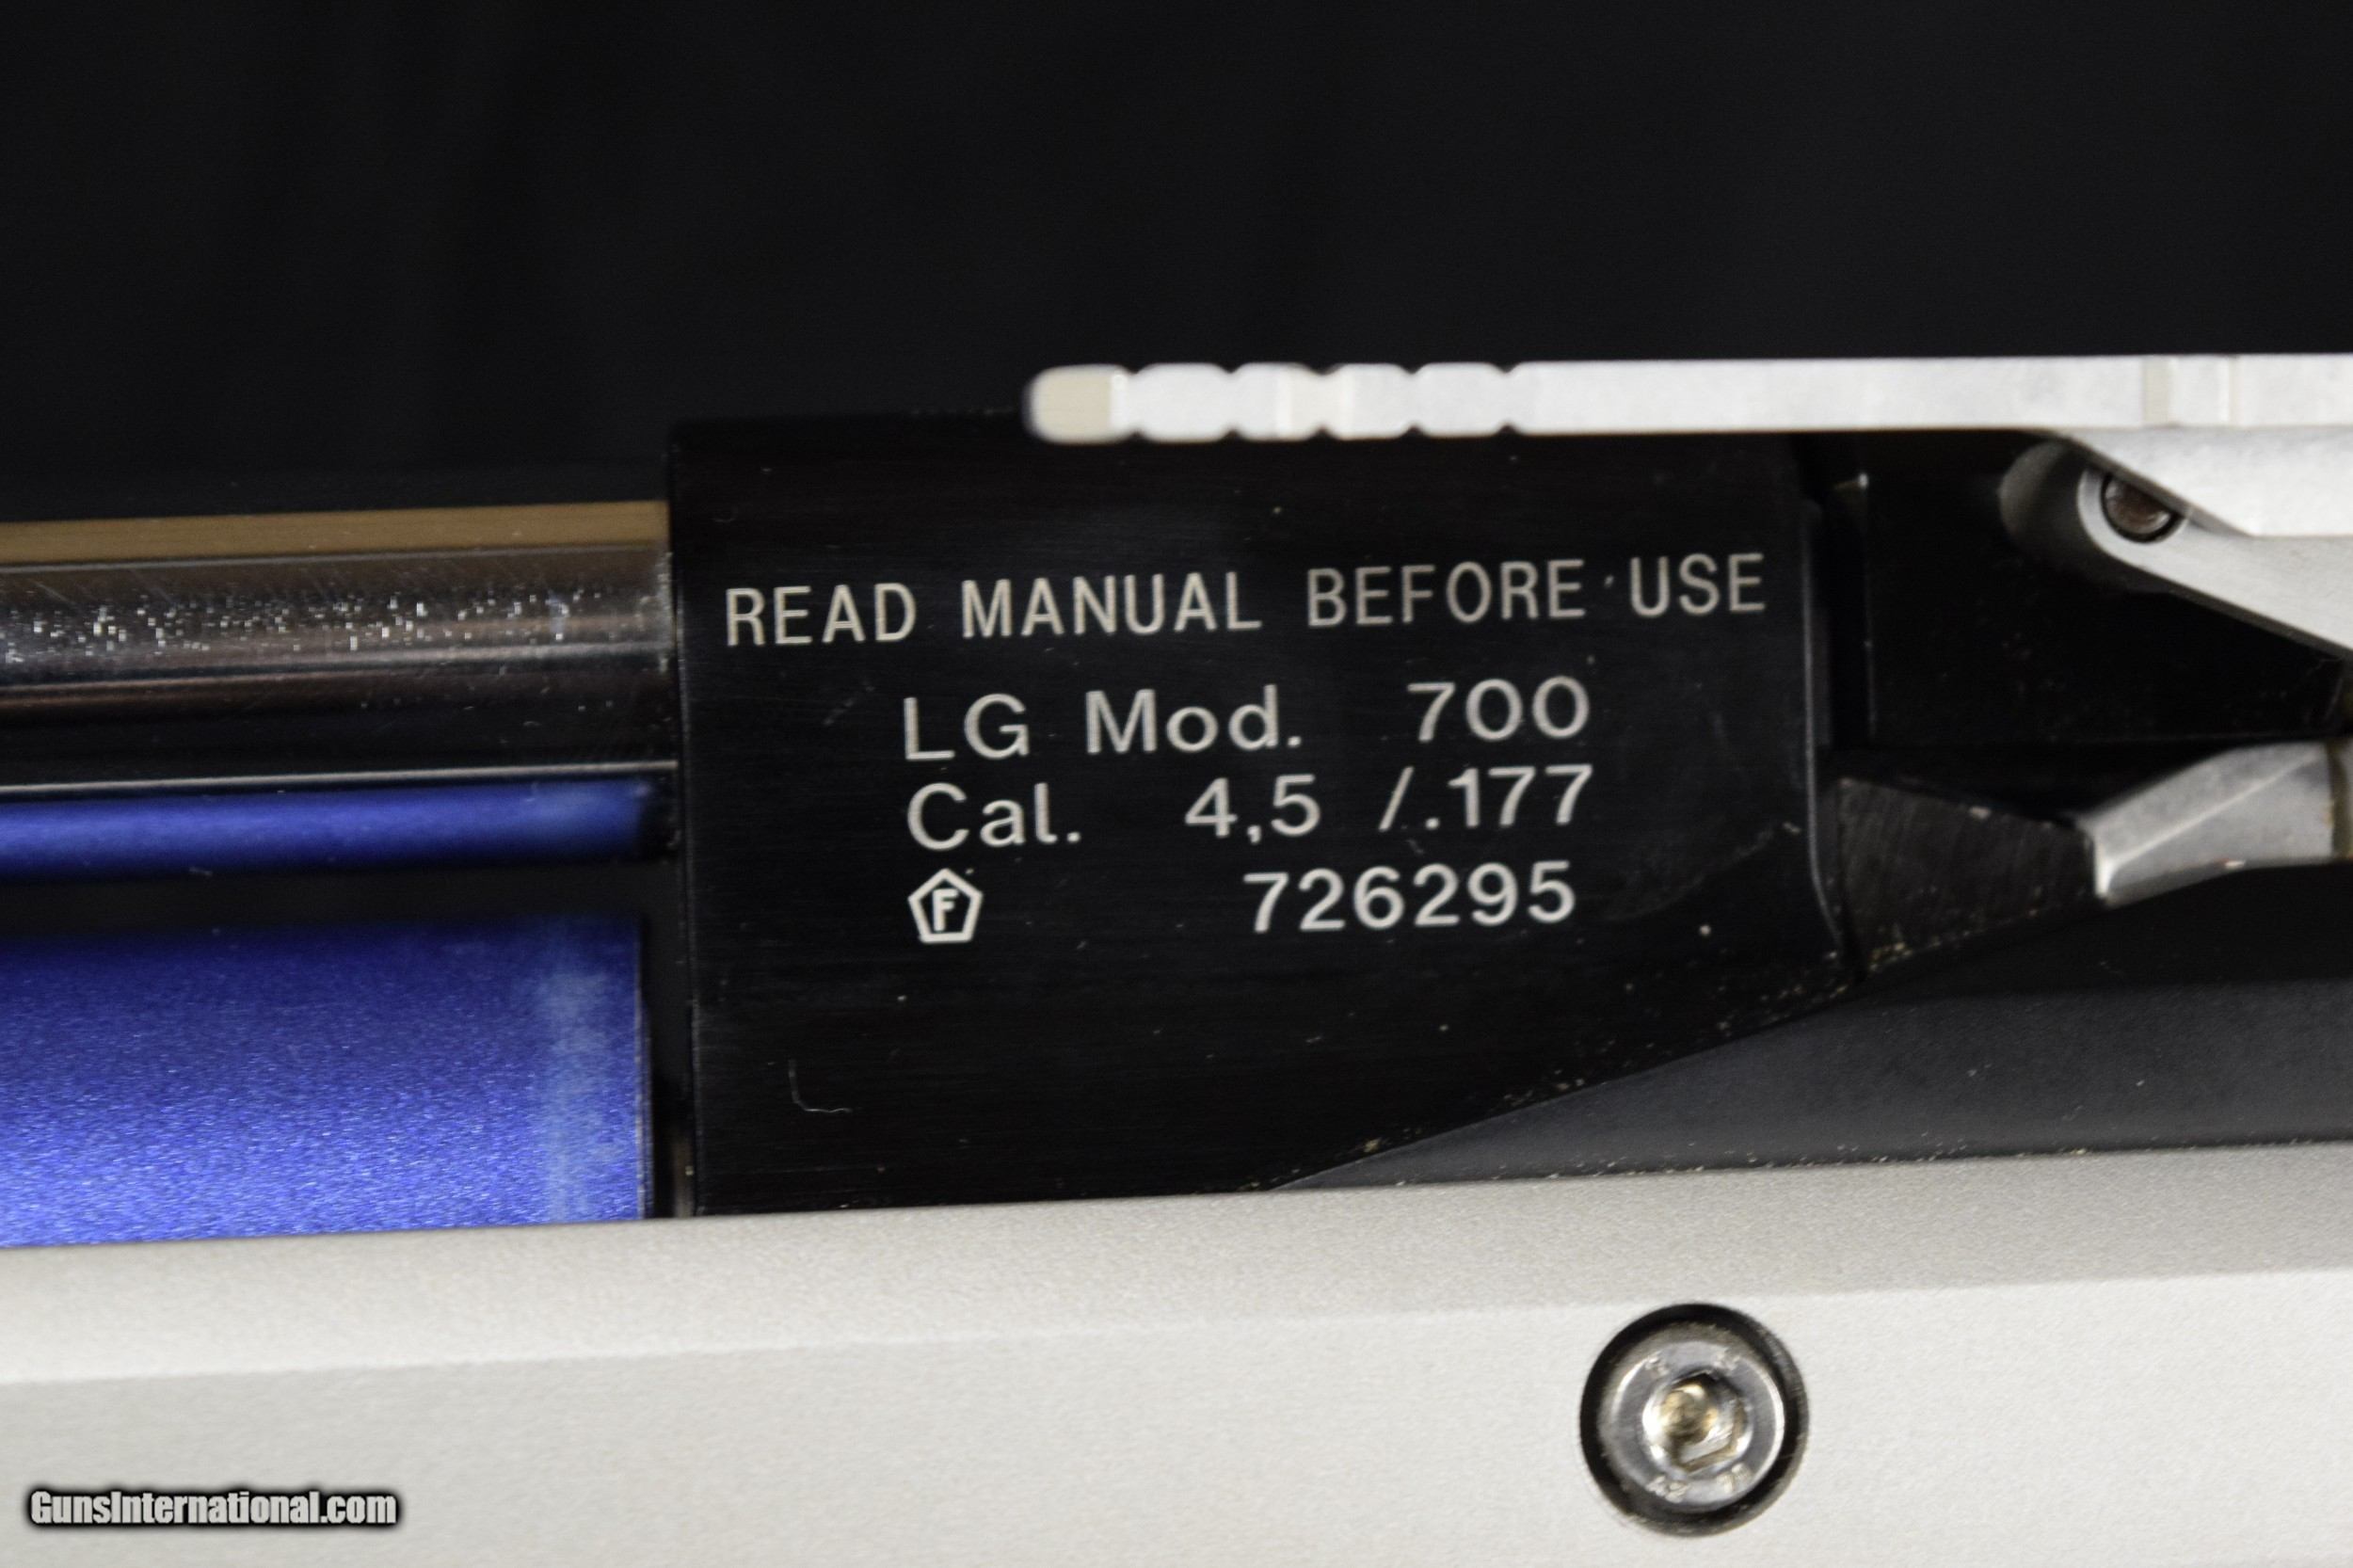 READ MANUAL BEFORE USE
LG Mod. 700
Cal. 4,5 /.177
F 726295
GunsInternational.com